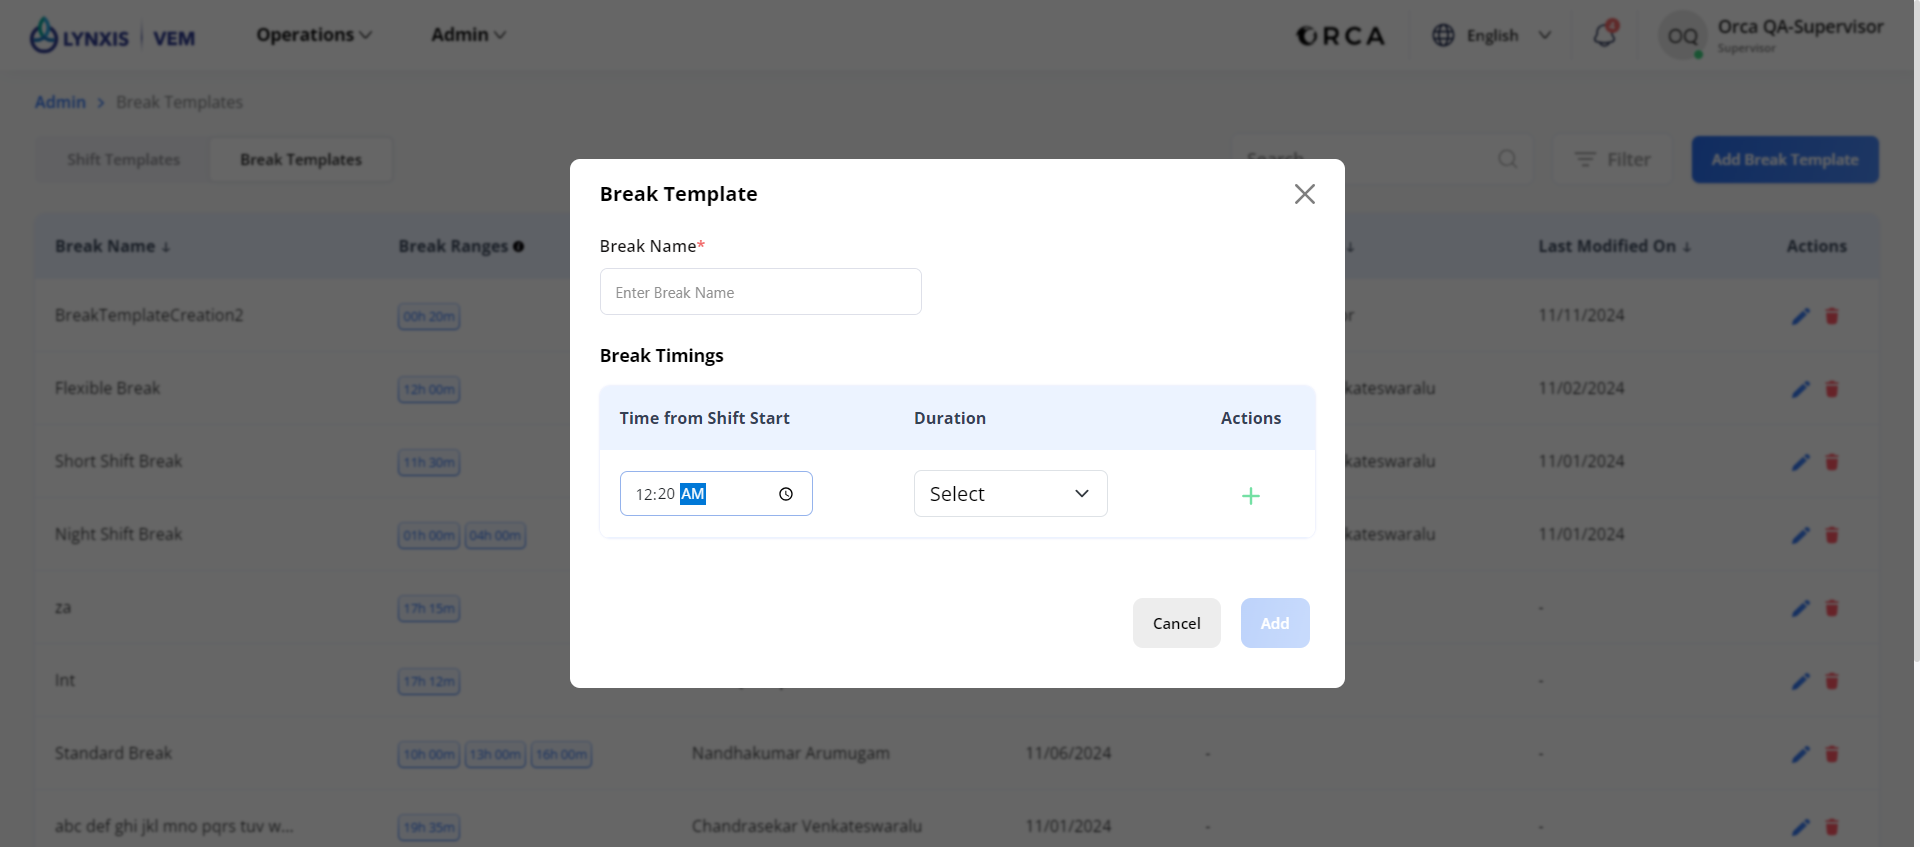 LYNXIS | VEM Operations Admin ORCA English 4 OQ Orca QA-Supervisor
Supervisor
Admin > Break Templates
Shift Templates Break Templates Search Filter Add Break Template
Break Name ↓ Break Ranges ↓ Last Modified On ↓ Actions
BreakTemplateCreation2 00h 20m or 11/11/2024
Flexible Break 12h 00m kateswaralu 11/02/2024
Short Shift Break 11h 30m kateswaralu 11/01/2024
Night Shift Break 01h 00m 04h 00m kateswaralu 11/01/2024
za 17h 15m -
Int 17h 12m -
Standard Break 10h 00m 13h 00m 16h 00m Nandhakumar Arumugam 11/06/2024 - -
abc def ghi jkl mno pqrs tuv w... 19h 35m Chandrasekar Venkateswaralu 11/01/2024 - -
Break Template
Break Name*
Enter Break Name
Break Timings
Time from Shift Start Duration Actions
12:20 AM Select +
Cancel Add